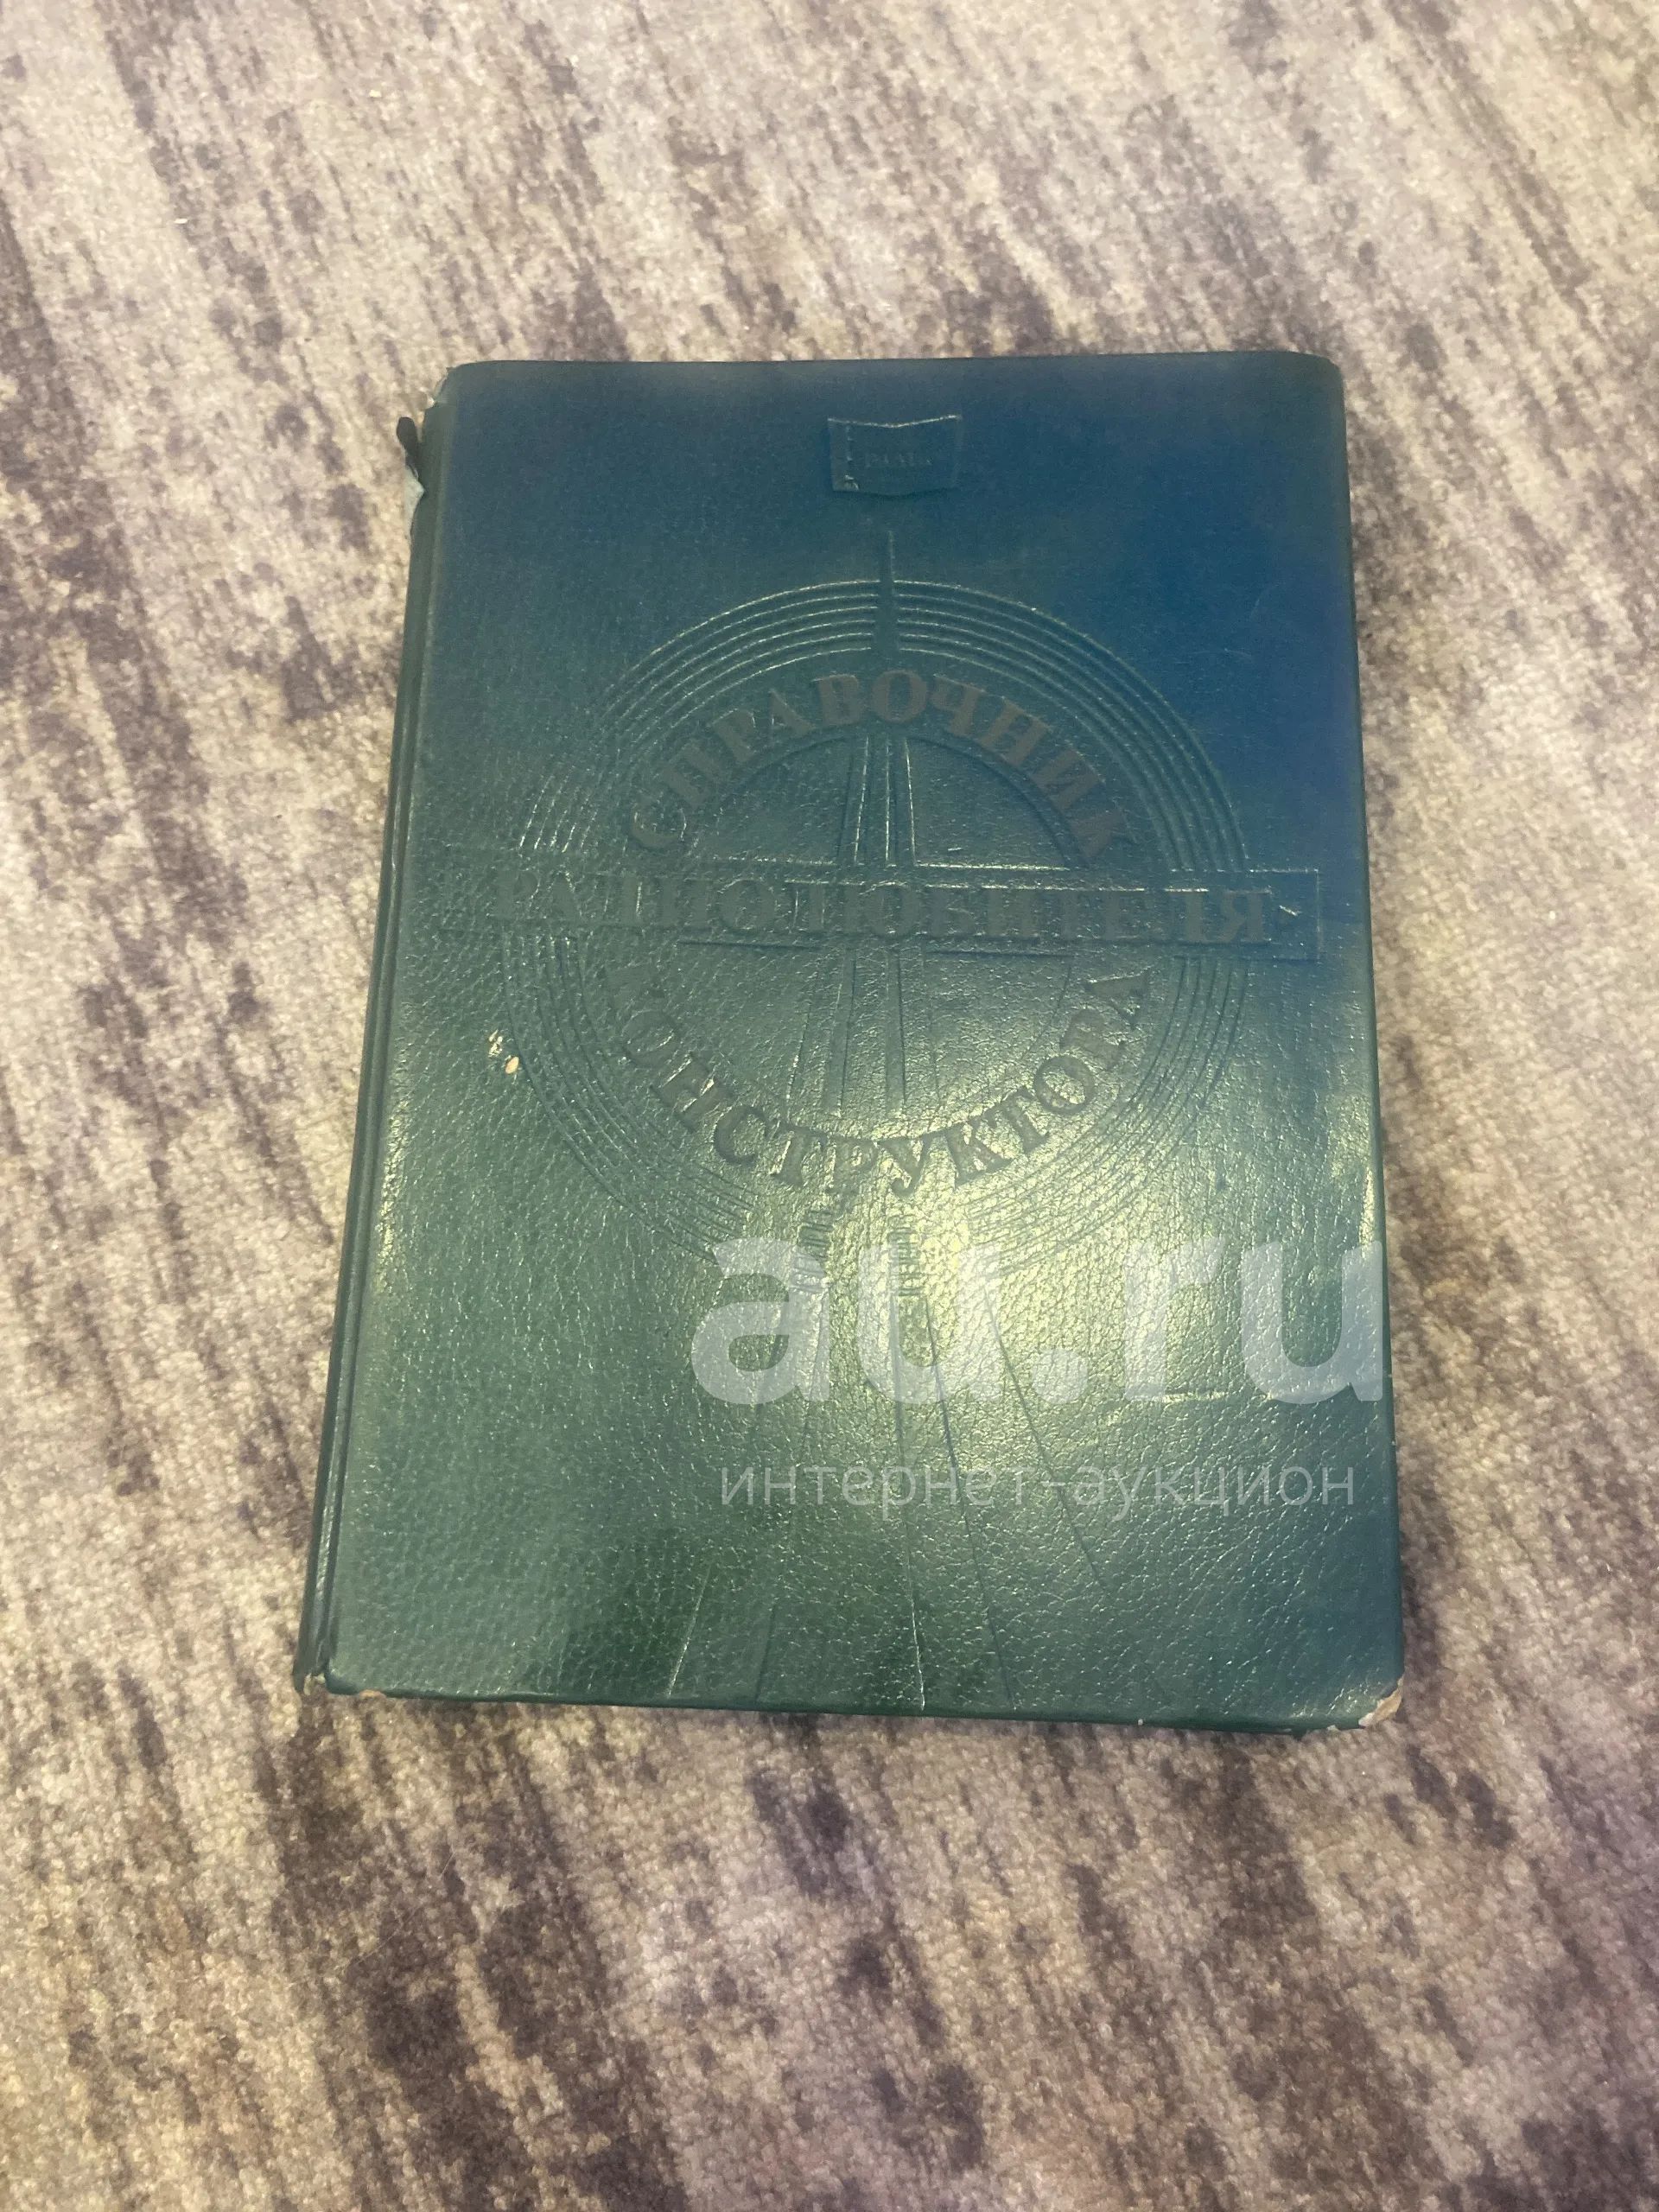 СПРАВОЧНИК
РАДИОЛЮБИТЕЛЯ-
КОНСТРУКТОРА
au.ru
интернет-аукцион